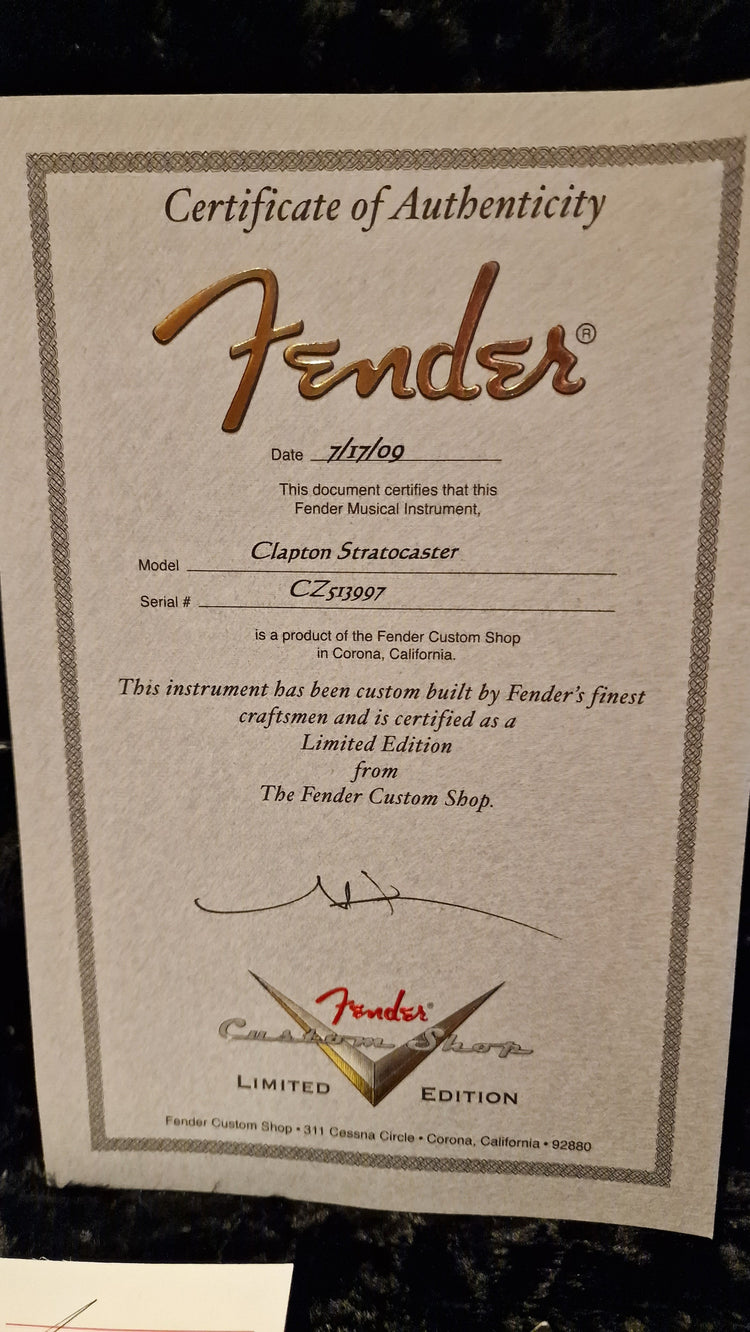 Certificate of Authenticity
Fender®
Date 7/17/09
This document certifies that this
Fender Musical Instrument,
Model Clapton Stratocaster
Serial # CZ513997
is a product of the Fender Custom Shop
in Corona, California.
This instrument has been custom built by Fender's finest
craftsmen and is certified as a
Limited Edition
from
The Fender Custom Shop.
Fender®
Custom Shop
LIMITED EDITION
Fender Custom Shop • 311 Cessna Circle • Corona, California • 92880